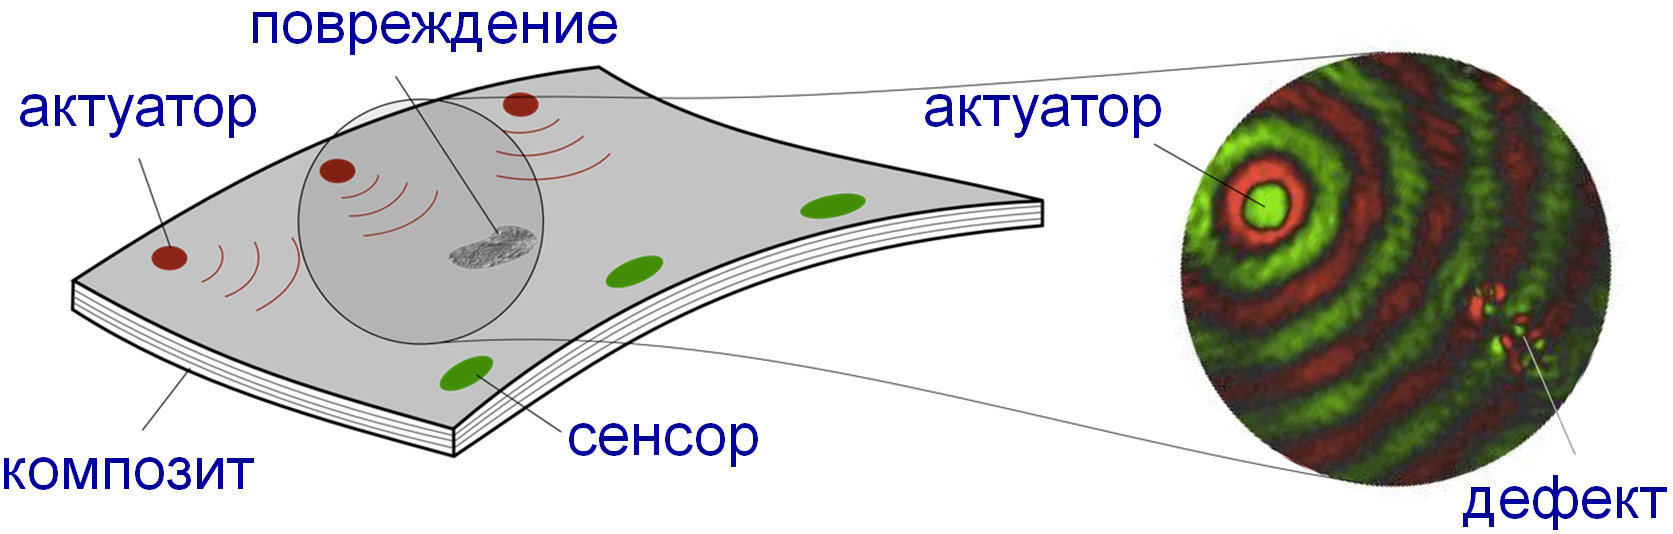 повреждение
актуатор
актуатор
сенсор
композит
дефект